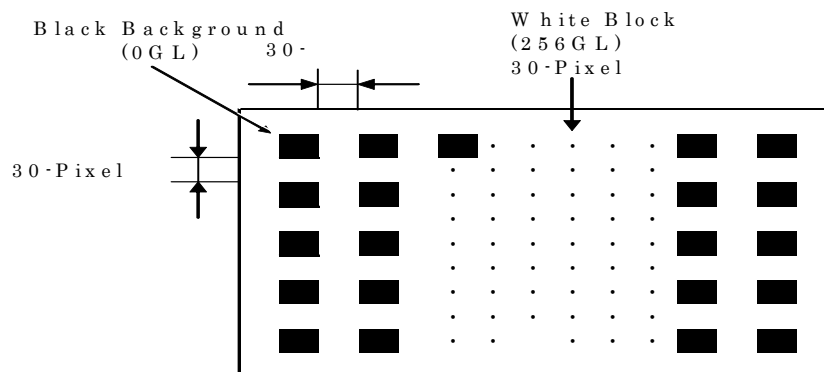 Black Background
(0GL)
30-
White Block
(256GL)
30-Pixel
30-Pixel